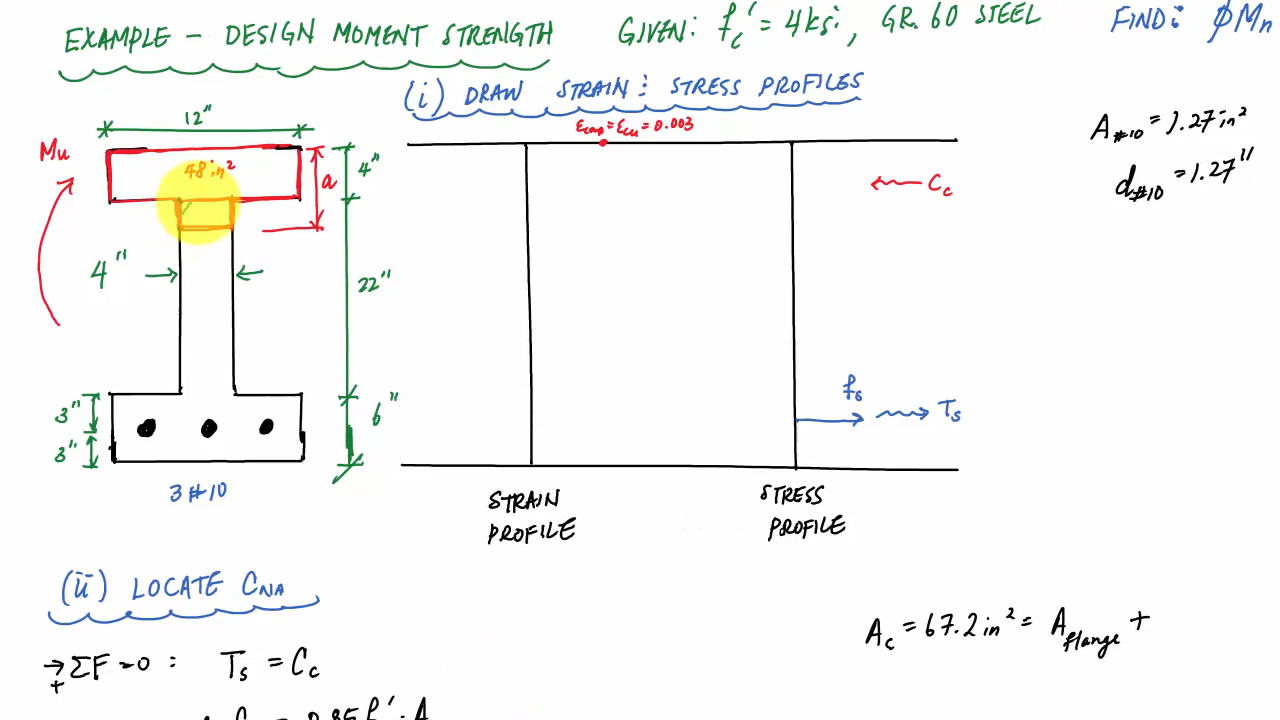 EXAMPLE - DESIGN MOMENT STRENGTH GIVEN: fc' = 4ksi, GR. 60 STEEL FIND: ϕMn
(i) DRAW STRAIN & STRESS PROFILES
12"
εcomp = εcu = 0.003
A#10 = 1.27 in²
d#10 = 1.27"
Mu
48 in²
a
4"
Cc
4"
22"
3"
3"
6"
fs
Ts
3 #10
STRAIN PROFILE
STRESS PROFILE
(ii) LOCATE CNA
Ac = 67.2 in² = Aflange +
→+ ΣF = 0 : Ts = Cc